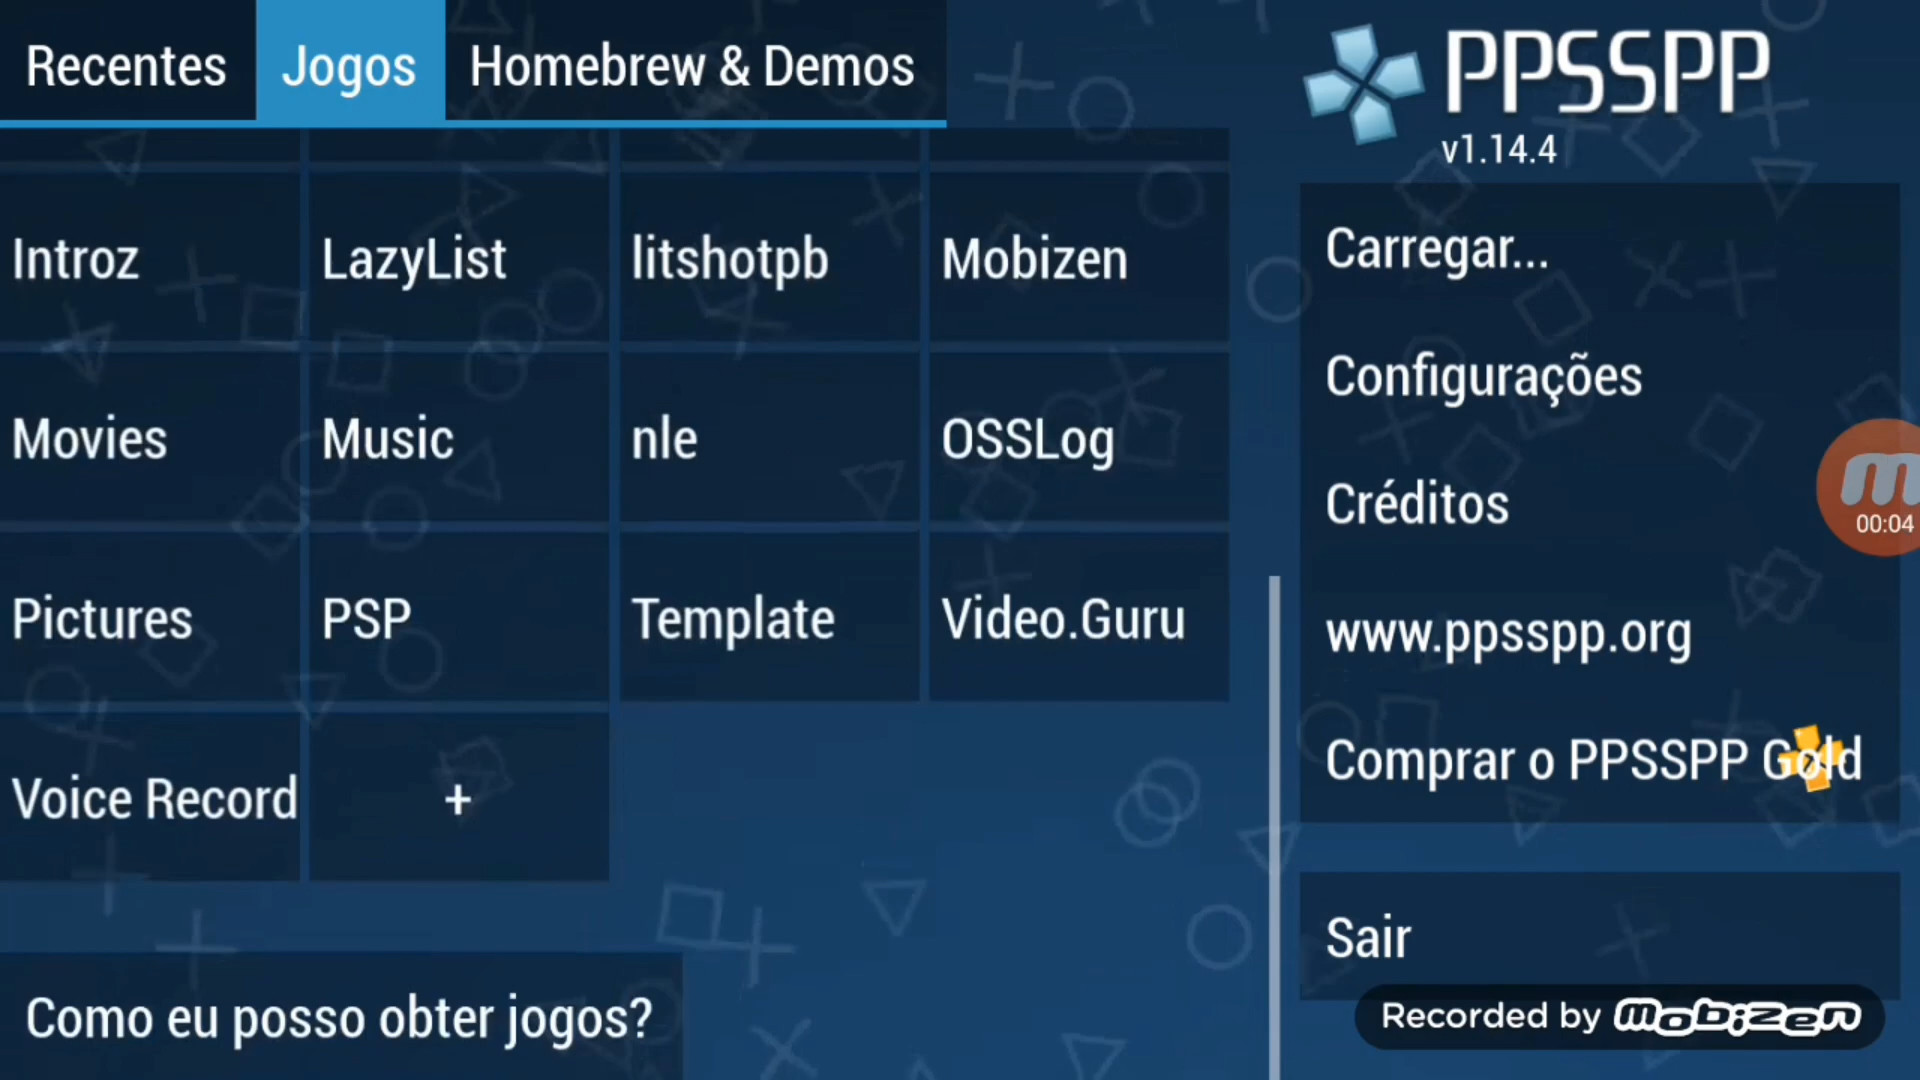 Recentes Jogos Homebrew & Demos
PPSSPP
v1.14.4
Introz LazyList litshotpb Mobizen
Movies Music nle OSSLog
Pictures PSP Template Video.Guru
Voice Record +
Como eu posso obter jogos?
Carregar...
Configurações
Créditos
www.ppsspp.org
Comprar o PPSSPP Gold
Sair
m
00:04
Recorded by mobizen